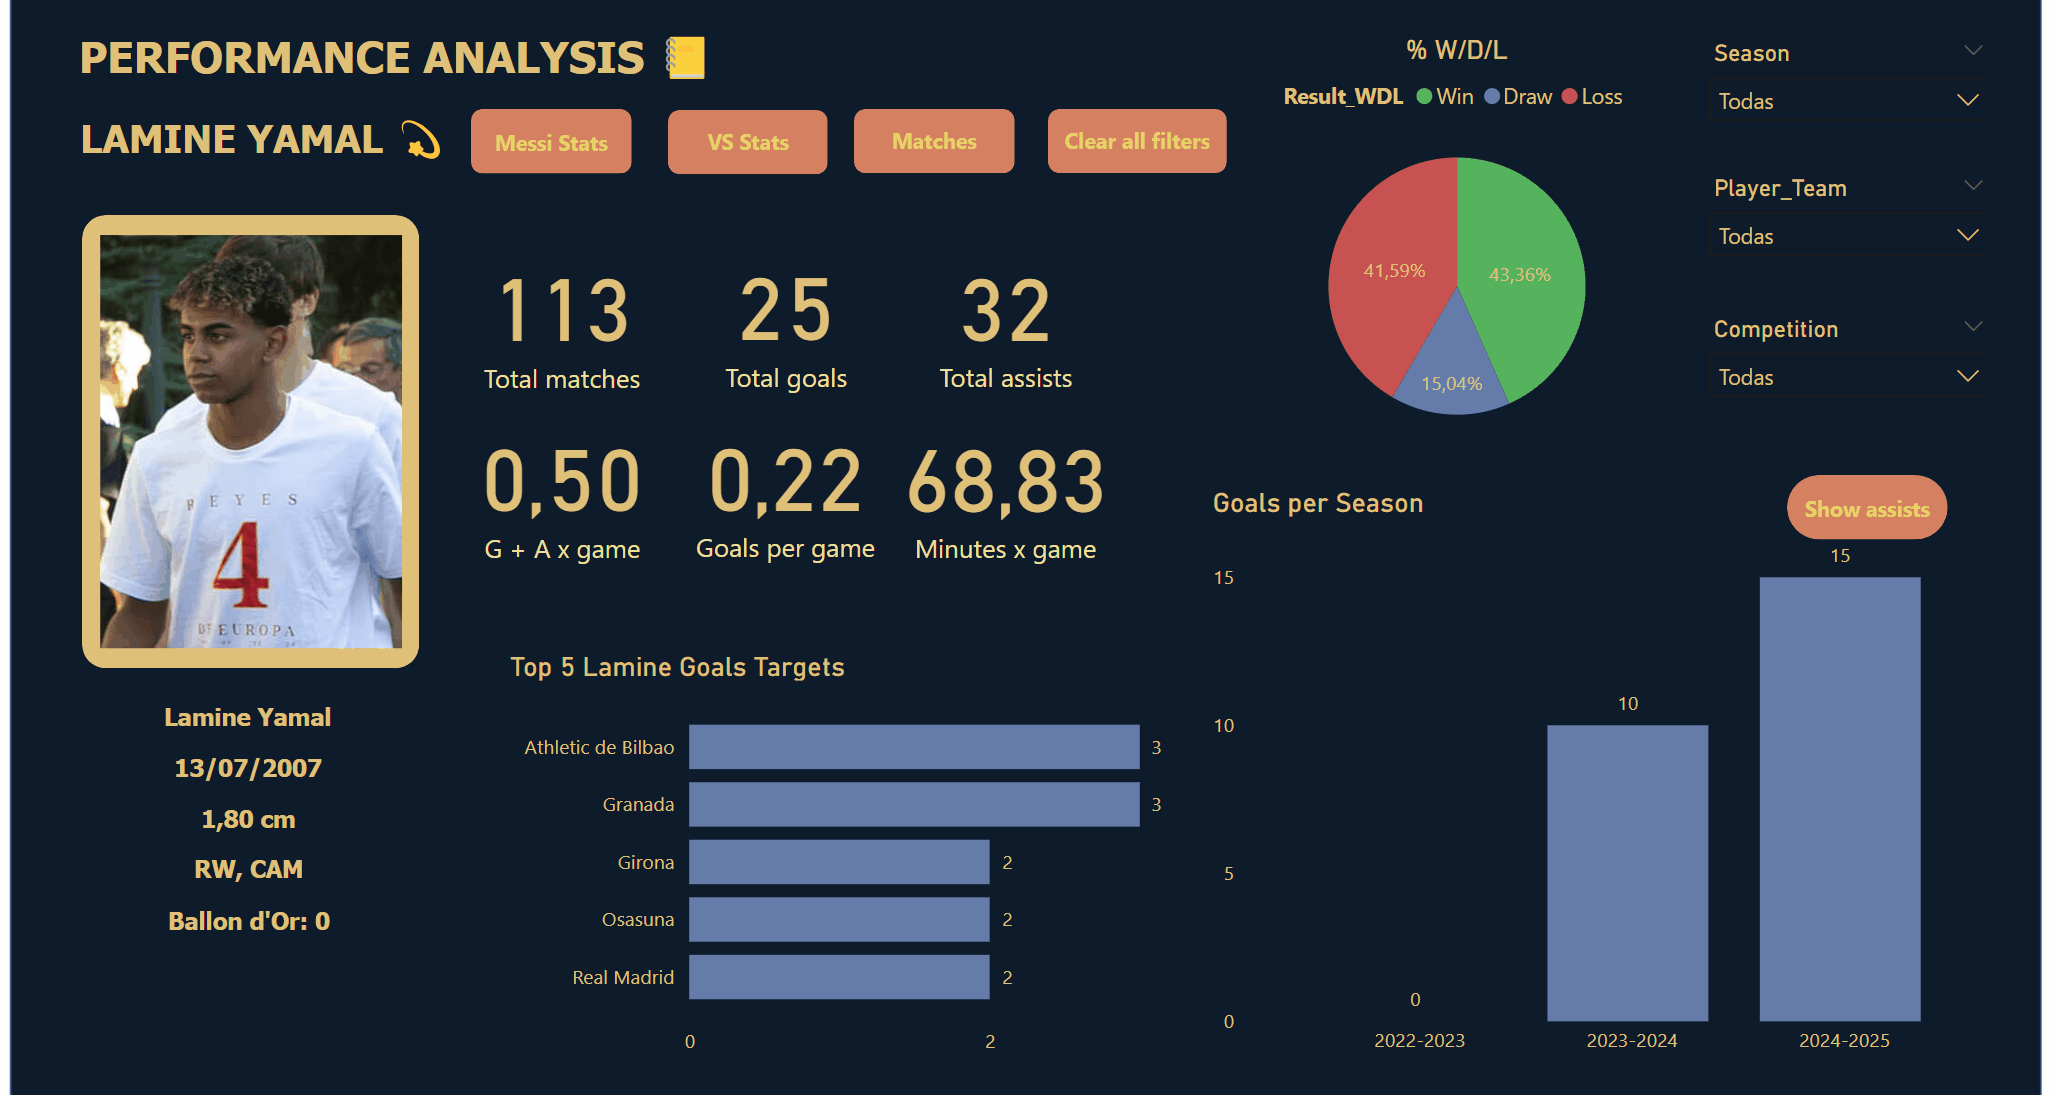 PERFORMANCE ANALYSIS
LAMINE YAMAL
Messi Stats
VS Stats
Matches
Clear all filters
% W/D/L
Result_WDL Win Draw Loss
41,59%
43,36%
15,04%
Season
Todas
Player_Team
Todas
Competition
Todas
REYES
4
DE EUROPA
113
Total matches
25
Total goals
32
Total assists
0,50
G + A x game
0,22
Goals per game
68,83
Minutes x game
Lamine Yamal
13/07/2007
1,80 cm
RW, CAM
Ballon d'Or: 0
Top 5 Lamine Goals Targets
Athletic de Bilbao 3
Granada 3
Girona 2
Osasuna 2
Real Madrid 2
0 2
Goals per Season
Show assists
15
15
10
10
5
0
0
2022-2023 2023-2024 2024-2025